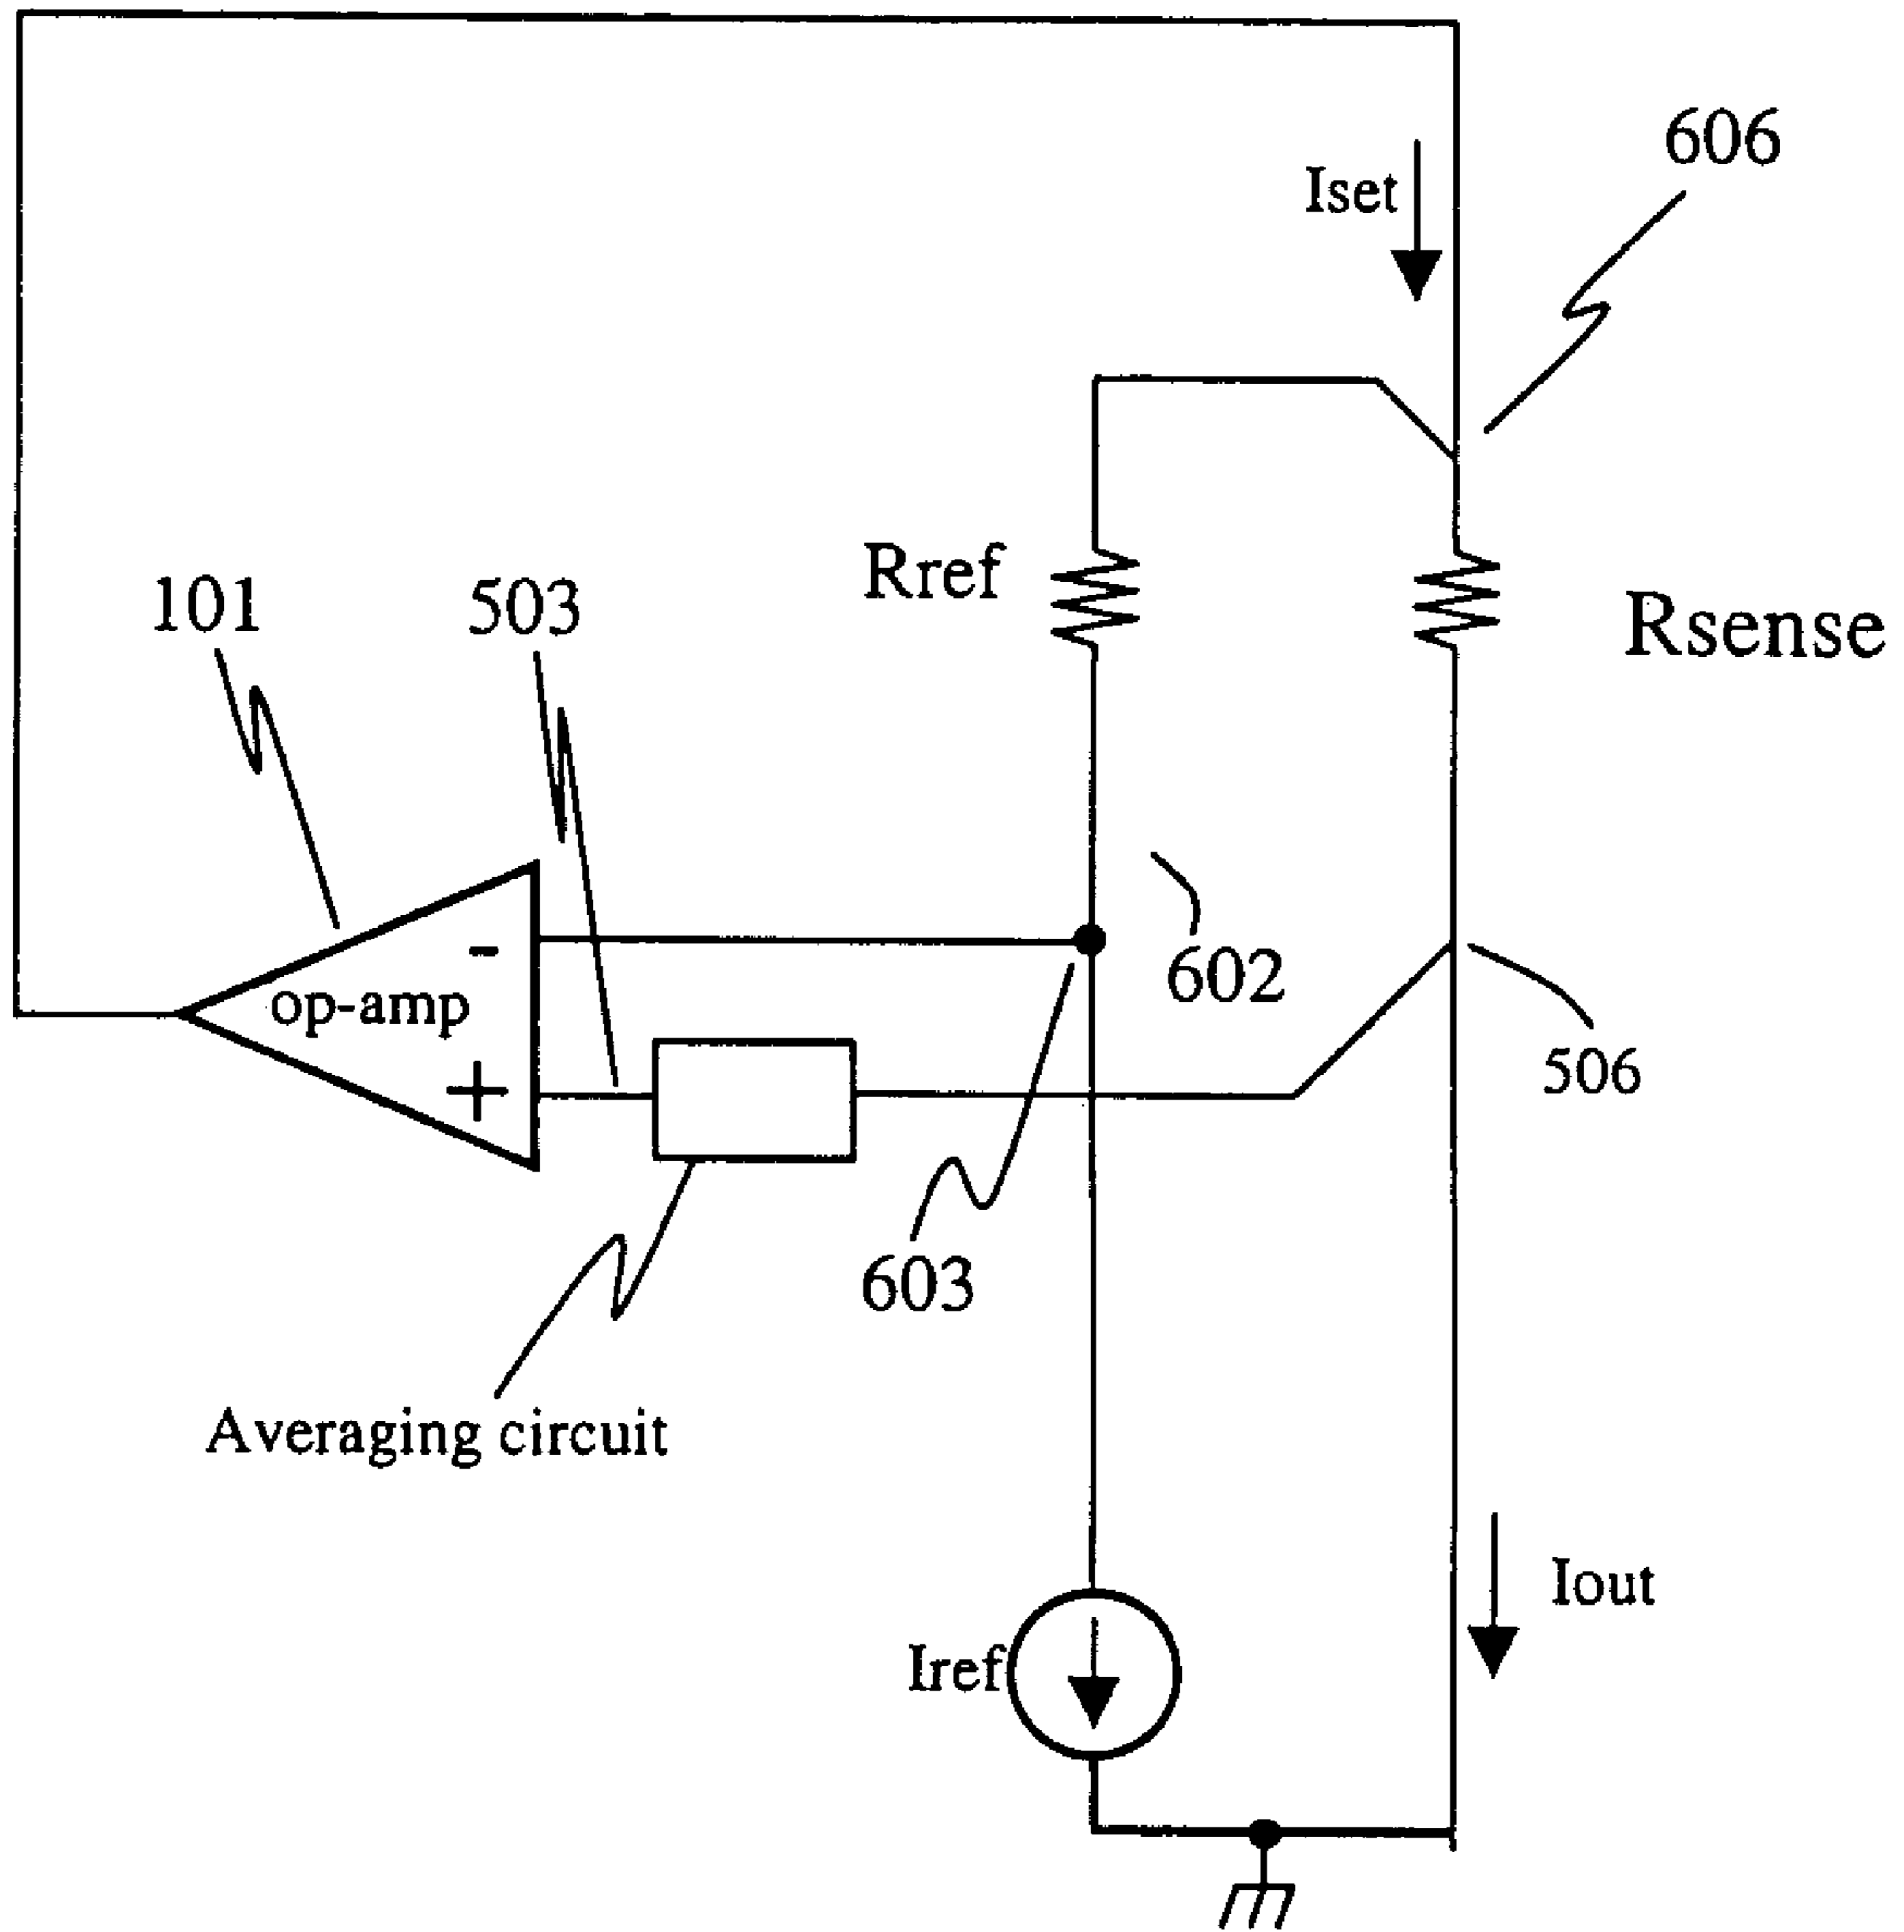 606
Iset
Rref
Rsense
101
503
-
op-amp
+
602
506
603
Averaging circuit
Iout
Iref